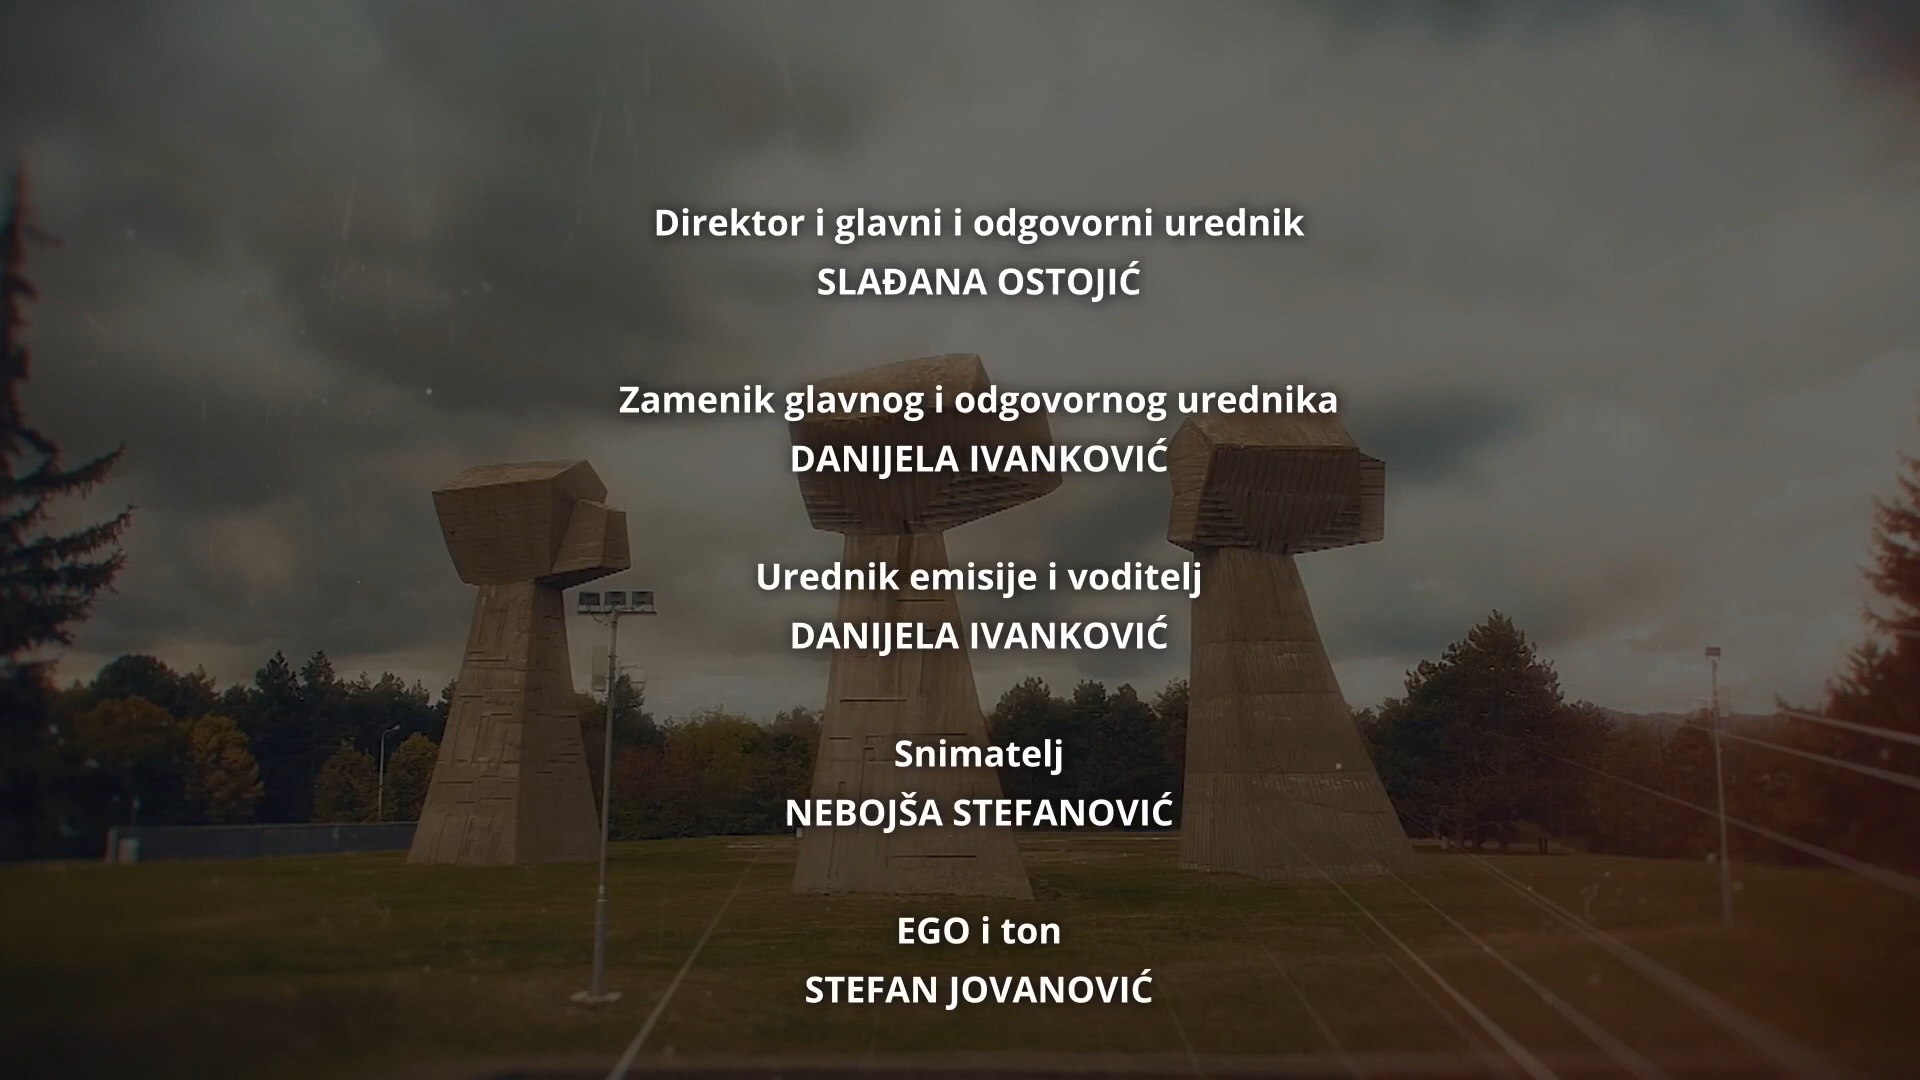 Direktor i glavni i odgovorni urednik
SLAĐANA OSTOJIĆ
Zamenik glavnog i odgovornog urednika
DANIJELA IVANKOVIĆ
Urednik emisije i voditelj
DANIJELA IVANKOVIĆ
Snimatelj
NEBOJŠA STEFANOVIĆ
EGO i ton
STEFAN JOVANOVIĆ